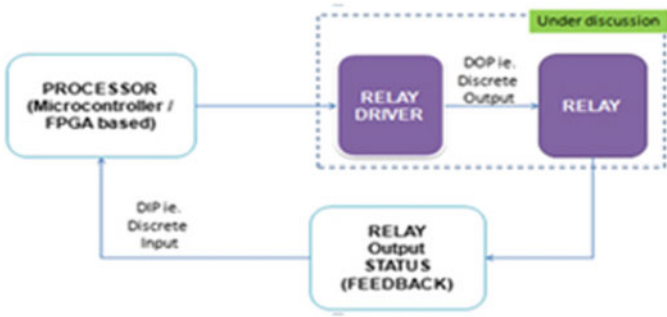 Under discussion
PROCESSOR
(Microcontroller /
FPGA based)
RELAY
DRIVER
DOP ie.
Discrete
Output
RELAY
DIP ie.
Discrete
Input
RELAY
Output
STATUS
(FEEDBACK)